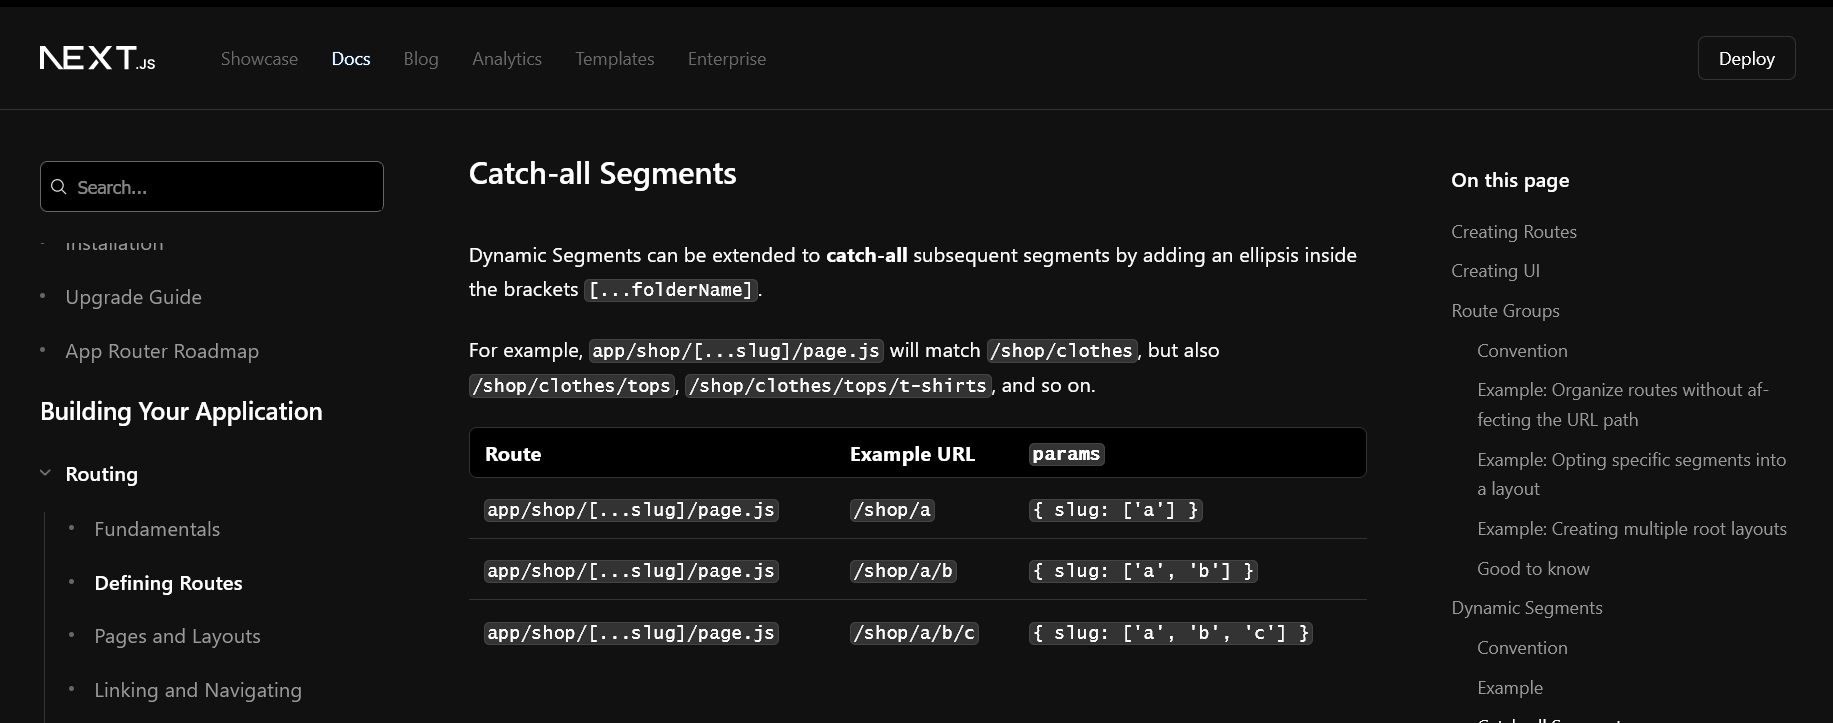 NEXT.JS
Showcase
Docs
Blog
Analytics
Templates
Enterprise
Deploy
Search...
Installation
Upgrade Guide
App Router Roadmap
Building Your Application
Routing
Fundamentals
Defining Routes
Pages and Layouts
Linking and Navigating
Catch-all Segments
Dynamic Segments can be extended to catch-all subsequent segments by adding an ellipsis inside
the brackets [...folderName].
For example, app/shop/[...slug]/page.js will match /shop/clothes, but also
/shop/clothes/tops, /shop/clothes/tops/t-shirts, and so on.
Route Example URL params
app/shop/[...slug]/page.js /shop/a { slug: ['a'] }
app/shop/[...slug]/page.js /shop/a/b { slug: ['a', 'b'] }
app/shop/[...slug]/page.js /shop/a/b/c { slug: ['a', 'b', 'c'] }
On this page
Creating Routes
Creating UI
Route Groups
Convention
Example: Organize routes without af-
fecting the URL path
Example: Opting specific segments into
a layout
Example: Creating multiple root layouts
Good to know
Dynamic Segments
Convention
Example